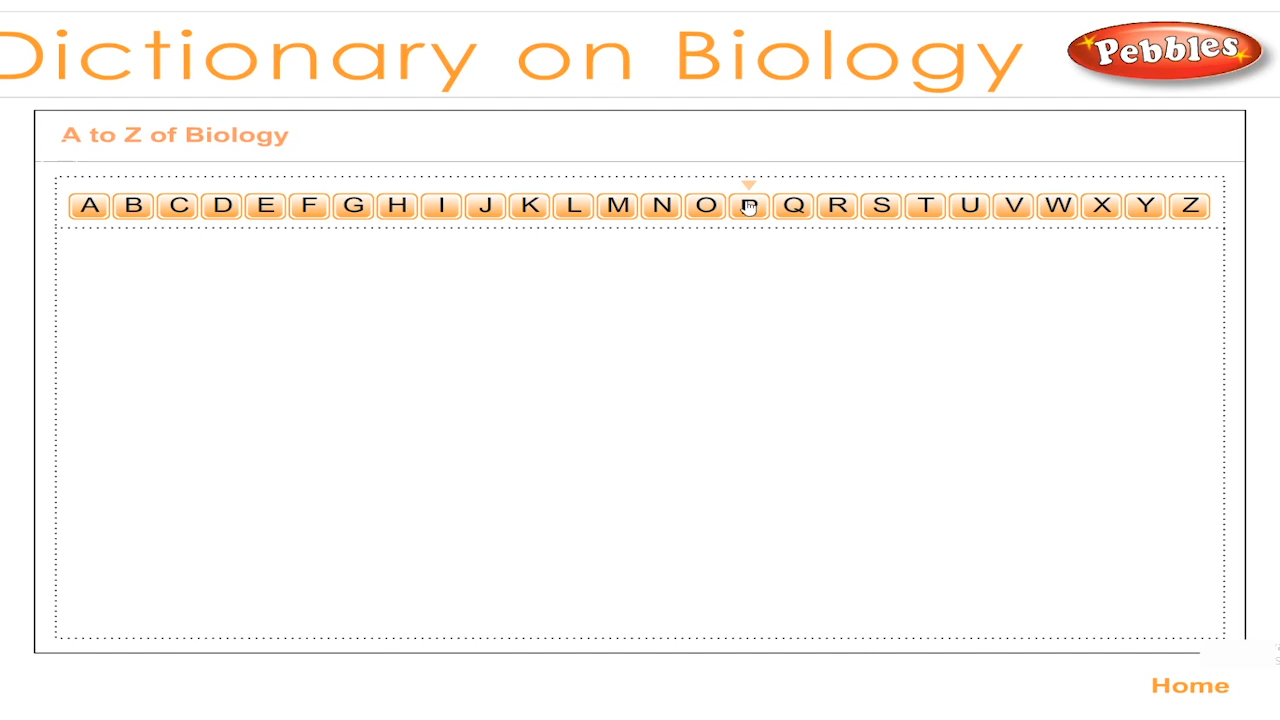 Dictionary on Biology
Pebbles
A to Z of Biology
A B C D E F G H I J K L M N O P Q R S T U V W X Y Z
Home